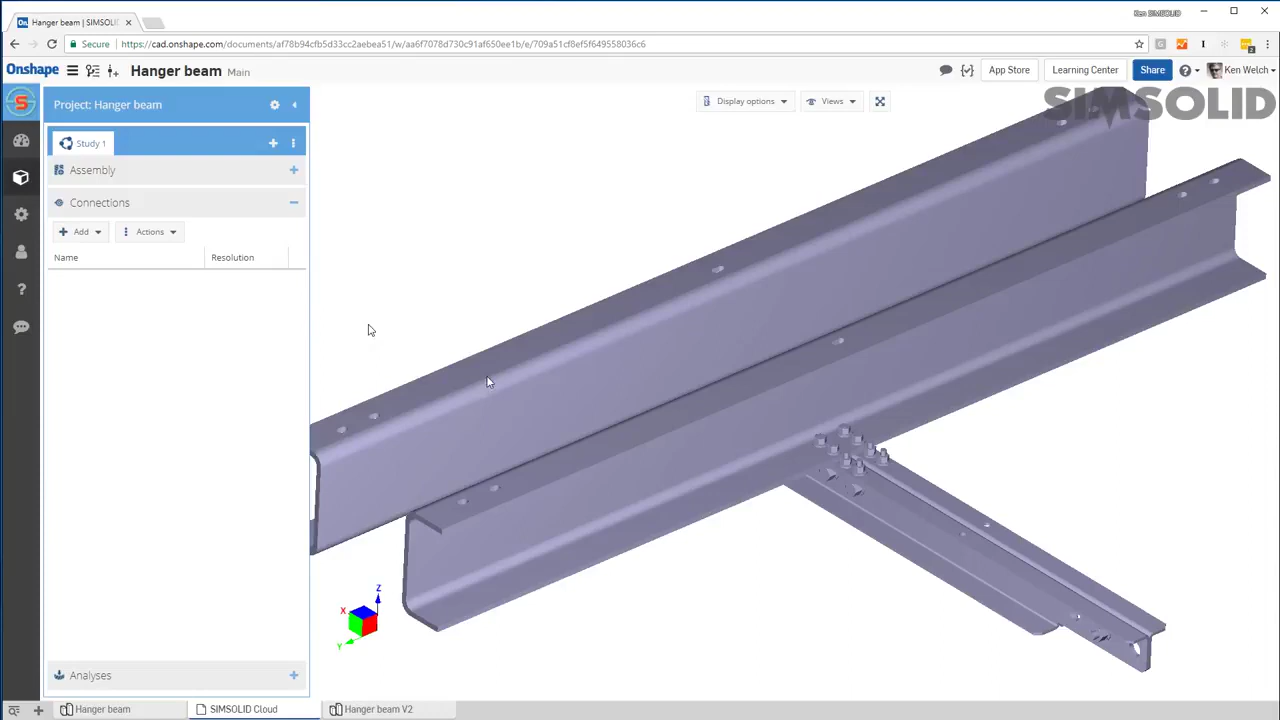 Hanger beam | SIMSOLI
Ken SIMSOLID
Secure
https://cad.onshape.com/documents/af78b94cfb5d33cc2aebea51/w/aa6f7078d730c91af650ee1b/e/709a51cf8ef5f649558036c6
On.
Onshape
Hanger beam Main
App Store
Learning Center
Share
Ken Welch
SIMSOLID
Project: Hanger beam
Display options
Views
Study 1
Assembly
Connections
Add
Actions
Name
Resolution
Z
X
Y
Analyses
Hanger beam
SIMSOLID Cloud
Hanger beam V2